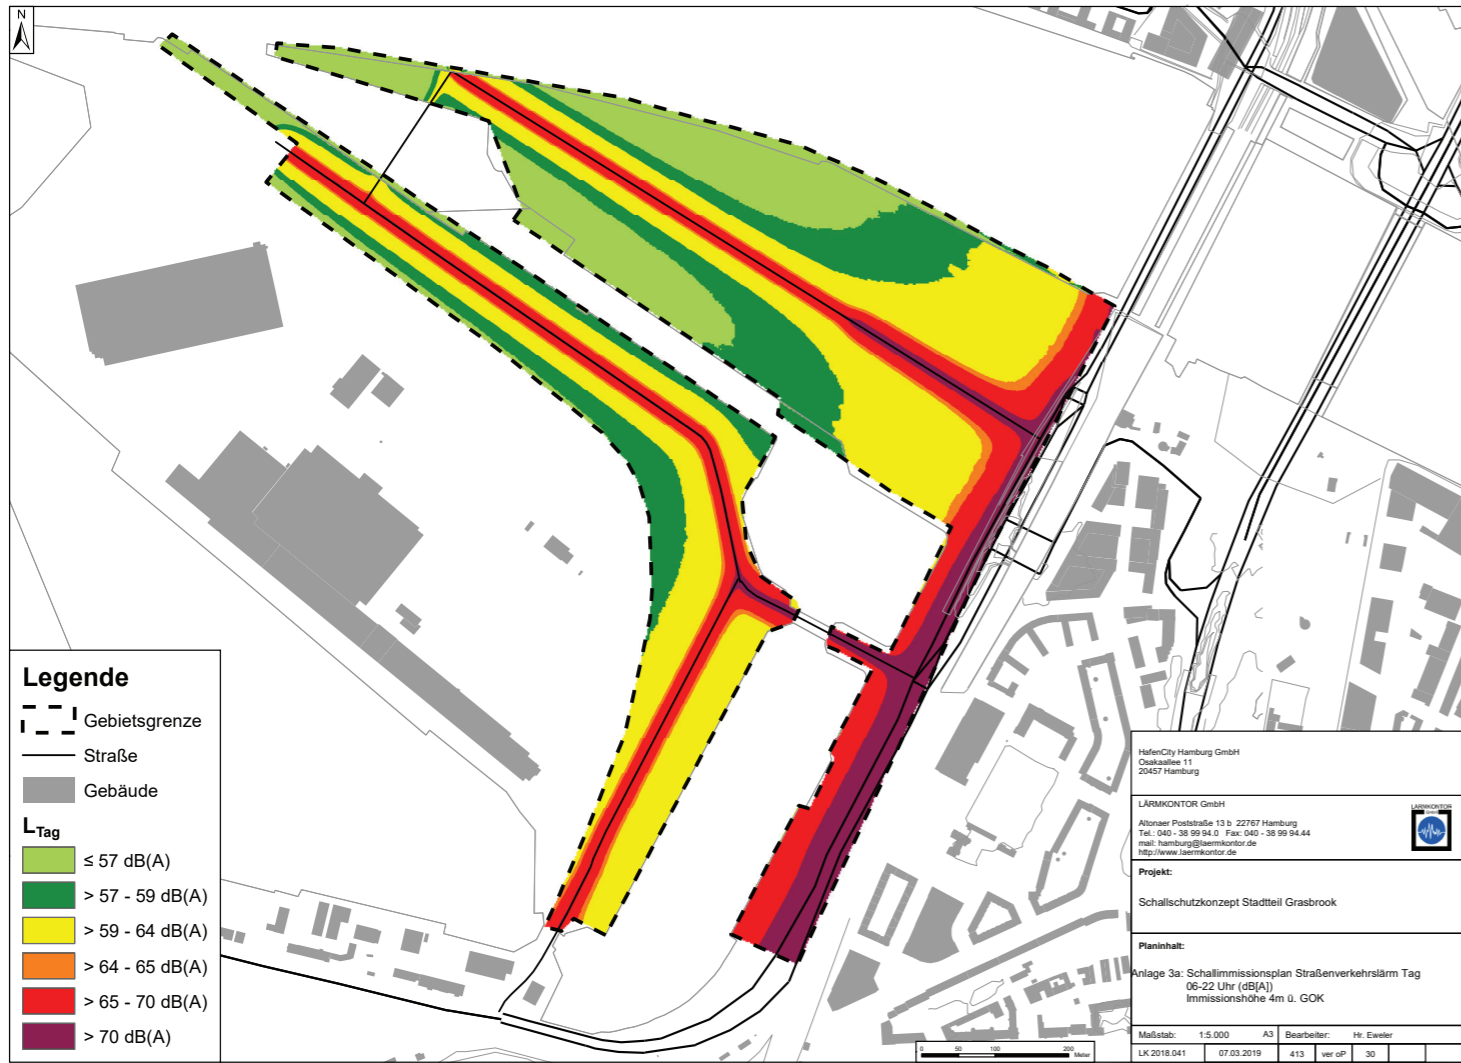 N
Legende
Gebietsgrenze
Straße
Gebäude
LTag
≤ 57 dB(A)
> 57 - 59 dB(A)
> 59 - 64 dB(A)
> 64 - 65 dB(A)
> 65 - 70 dB(A)
> 70 dB(A)
HafenCity Hamburg GmbH
Osakaallee 11
20457 Hamburg
LÄRMKONTOR GmbH
Altonaer Poststraße 13 b 22767 Hamburg
Tel.: 040 - 38 99 94.0 Fax: 040 - 38 99 94.44
mail: hamburg@laermkontor.de
http://www.laermkontor.de
LÄRMKONTOR
GmbH
Projekt:
Schallschutzkonzept Stadtteil Grasbrook
Planinhalt:
Anlage 3a: Schallimmissionsplan Straßenverkehrslärm Tag
06-22 Uhr (dB[A])
Immissionshöhe 4m ü. GOK
Maßstab: 1:5.000 A3 Bearbeiter: Hr. Eweler
LK 2018.041 07.03.2019 413 ver oP 30
0 50 100 200
Meter